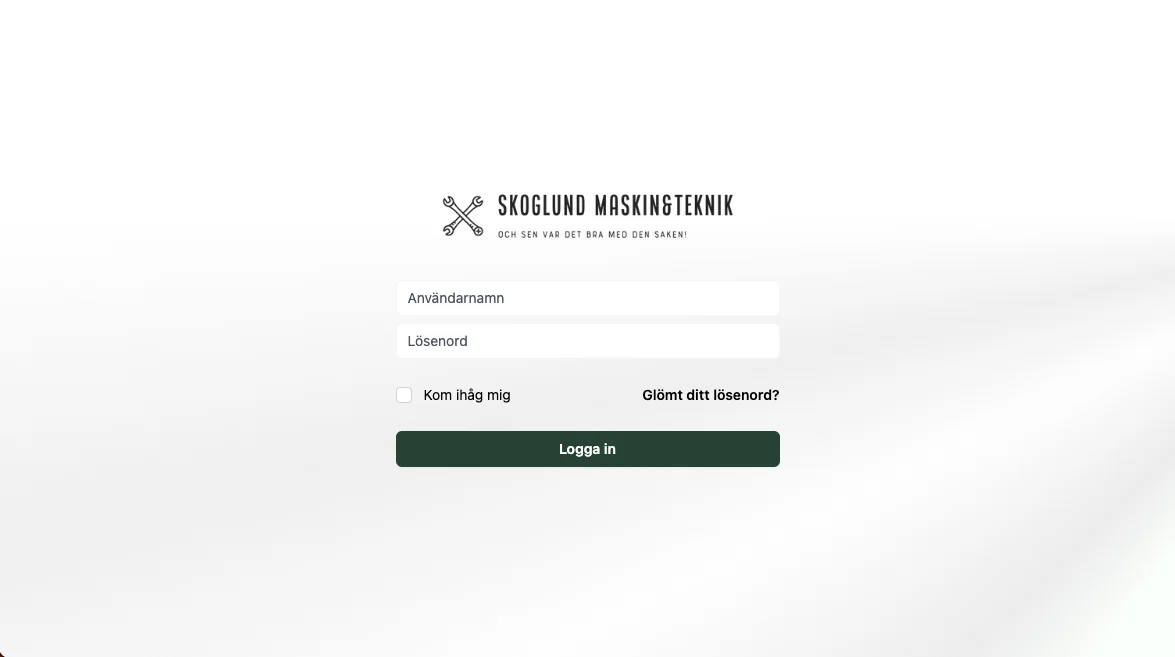 SKOGLUND MASKIN&TEKNIK
OCH SEN VAR DET BRA MED DEN SAKEN!
Användarnamn
Lösenord
Kom ihåg mig
Glömt ditt lösenord?
Logga in